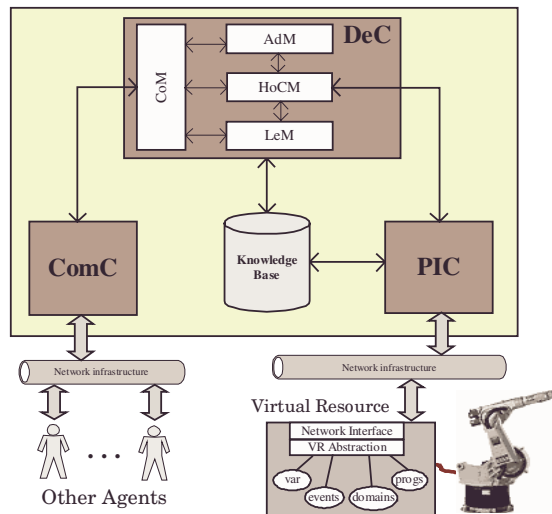 AdM
DeC
CoM
HoCM
LeM
ComC
Knowledge
Base
PIC
Network infrastructure
Network infrastructure
Virtual Resource
Network Interface
VR Abstraction
var
events
domains
progs
...
Other Agents